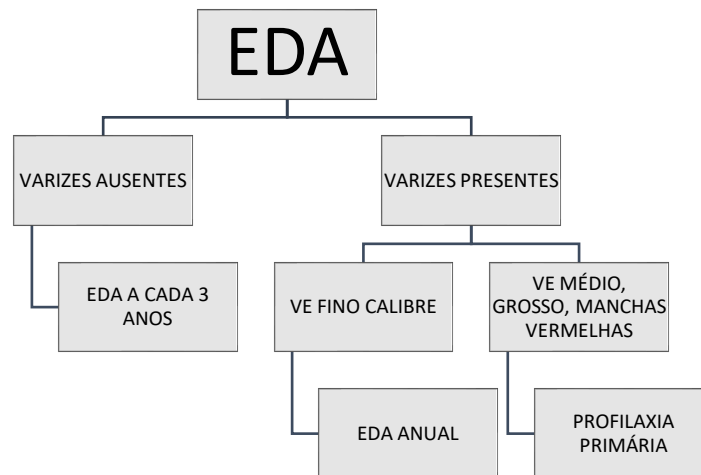 EDA
VARIZES AUSENTES
VARIZES PRESENTES
EDA A CADA 3
ANOS
VE FINO CALIBRE
VE MÉDIO,
GROSSO, MANCHAS
VERMELHAS
EDA ANUAL
PROFILAXIA
PRIMÁRIA